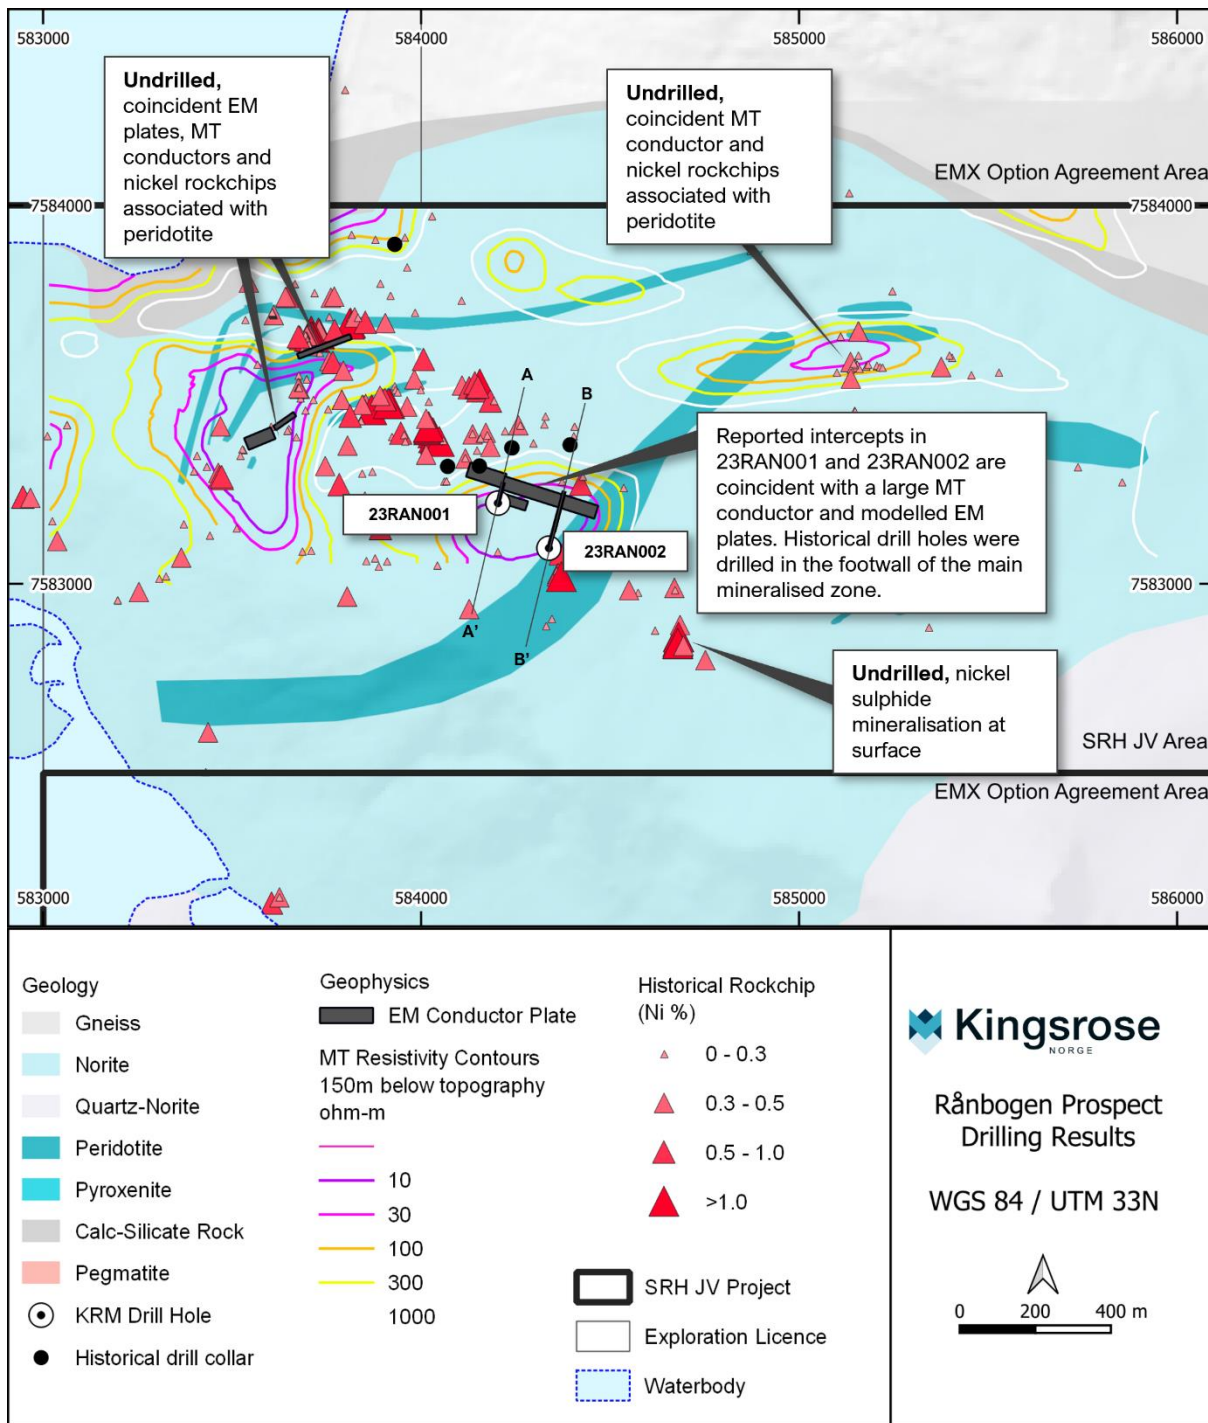 583000
584000
585000
586000
Undrilled,
coincident EM
plates, MT
conductors and
nickel rockchips
associated with
peridotite
Undrilled,
coincident MT
conductor and
nickel rockchips
associated with
peridotite
EMX Option Agreement Area
7584000
7584000
A
B
Reported intercepts in
23RAN001 and 23RAN002 are
coincident with a large MT
conductor and modelled EM
plates. Historical drill holes were
drilled in the footwall of the main
mineralised zone.
23RAN001
23RAN002
7583000
7583000
A'
B'
Undrilled, nickel
sulphide
mineralisation at
surface
SRH JV Area
EMX Option Agreement Area
583000
584000
585000
586000
Geology
Gneiss
Norite
Quartz-Norite
Peridotite
Pyroxenite
Calc-Silicate Rock
Pegmatite
KRM Drill Hole
Historical drill collar
Geophysics
EM Conductor Plate
MT Resistivity Contours
150m below topography
ohm-m
10
30
100
300
1000
Historical Rockchip
(Ni %)
0 - 0.3
0.3 - 0.5
0.5 - 1.0
>1.0
SRH JV Project
Exploration Licence
Waterbody
Kingsrose
NORGE
Rånbogen Prospect
Drilling Results
WGS 84 / UTM 33N
0 200 400 m